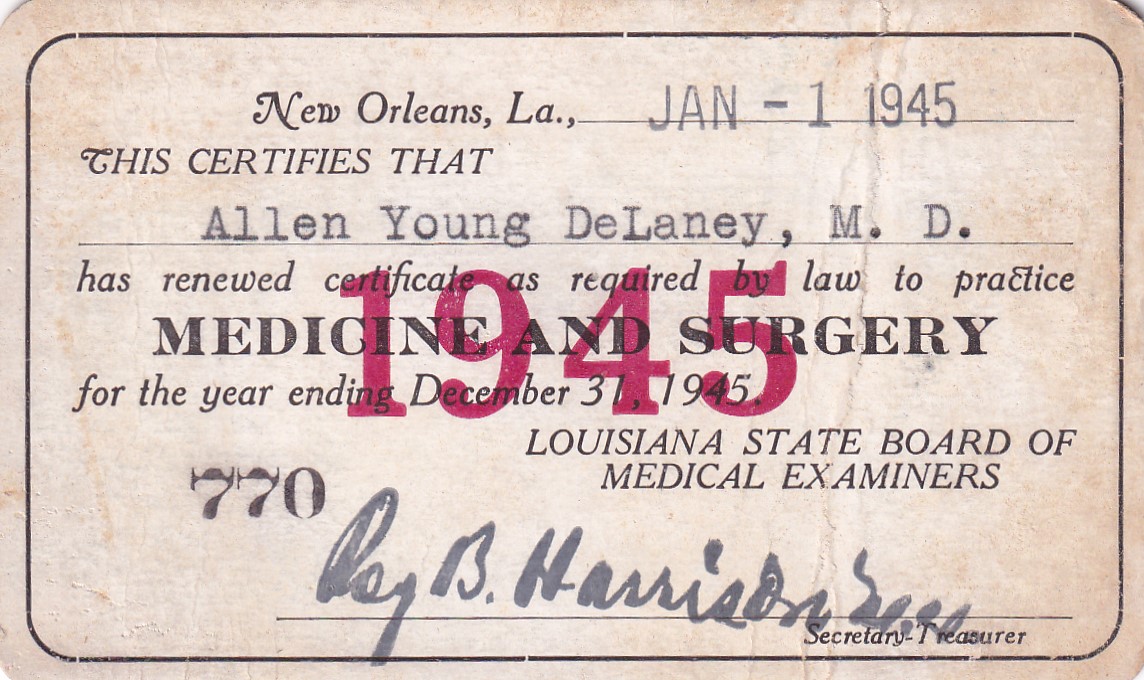 New Orleans, La., JAN - 1 1945
THIS CERTIFIES THAT
Allen Young DeLaney, M. D.
has renewed certificate as required by law to practice
1945
MEDICINE AND SURGERY
for the year ending December 31, 1945.
LOUISIANA STATE BOARD OF
MEDICAL EXAMINERS
770
B. Harrison
Secretary-Treasurer